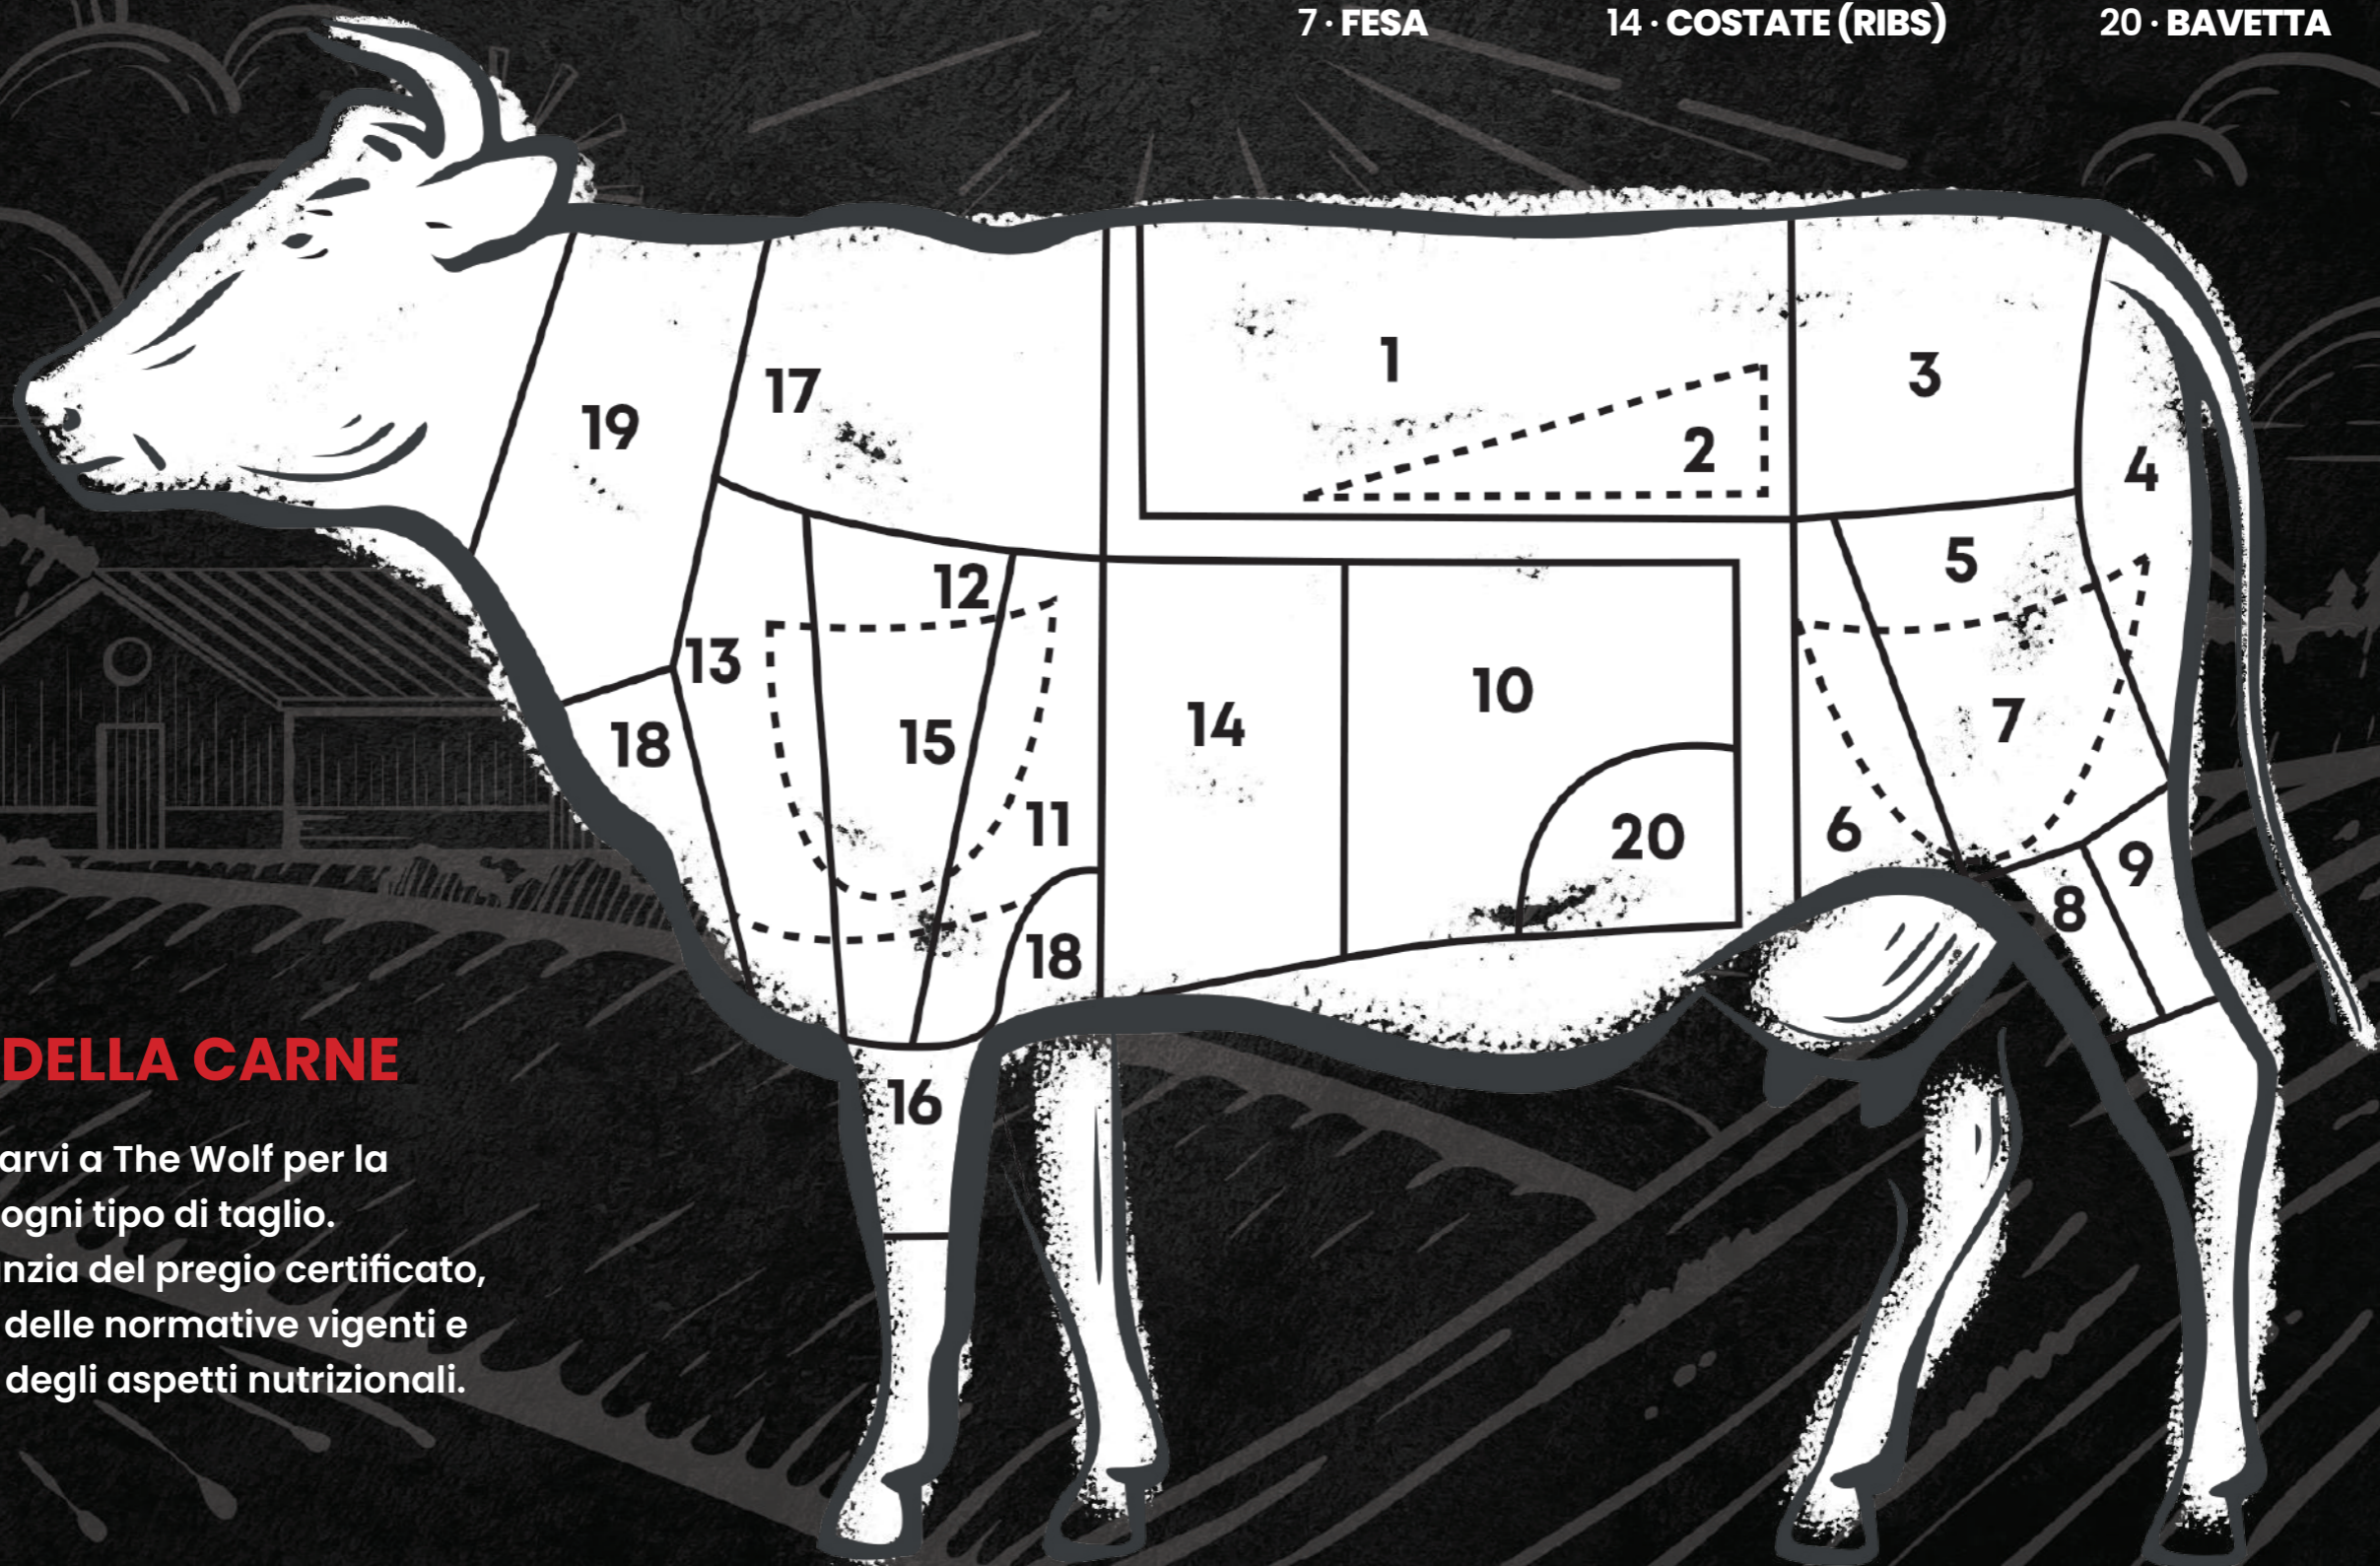 7 · FESA
14 · COSTATE (RIBS)
20 · BAVETTA
1
3
17
19
2
4
5
12
13
10
7
14
15
18
11
6
20
9
8
18
DELLA CARNE
16
arvi a The Wolf per la
ogni tipo di taglio.
nzia del pregio certificato,
delle normative vigenti e
degli aspetti nutrizionali.